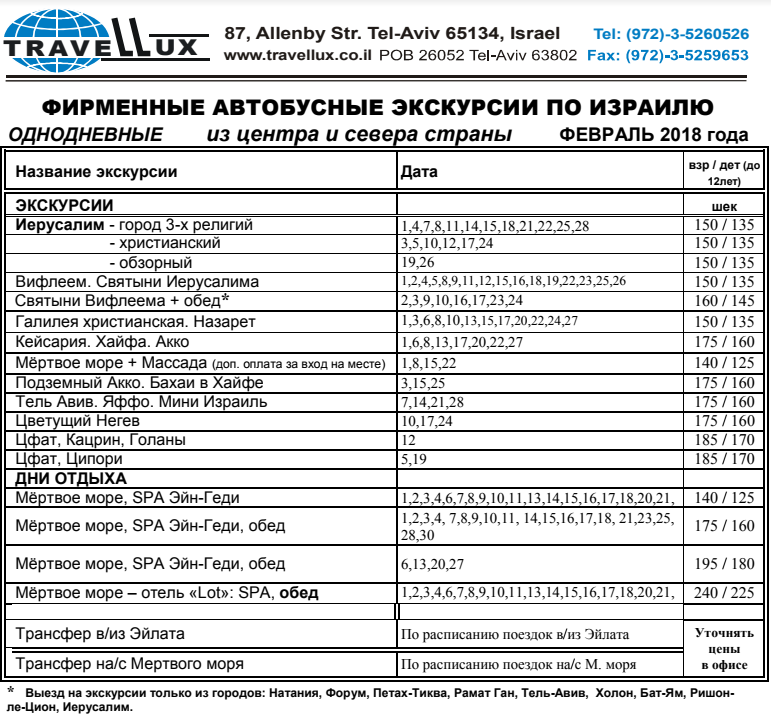 TRAVELLUX
87, Allenby Str. Tel-Aviv 65134, Israel Tel: (972)-3-5260526
www.travellux.co.il POB 26052 Tel-Aviv 63802 Fax: (972)-3-5259653
ФИРМЕННЫЕ АВТОБУСНЫЕ ЭКСКУРСИИ ПО ИЗРАИЛЮ
ОДНОДНЕВНЫЕ из центра и севера страны ФЕВРАЛЬ 2018 года
Название экскурсии Дата взр / дет (до 12лет)
ЭКСКУРСИИ шек
Иерусалим - город 3-х религий 1,4,7,8,11,14,15,18,21,22,25,28 150 / 135
- христианский 3,5,10,12,17,24 150 / 135
- обзорный 19,26 150 / 135
Вифлеем. Святыни Иерусалима 1,2,4,5,8,9,11,12,15,16,18,19,22,23,25,26 150 / 135
Святыни Вифлеема + обед* 2,3,9,10,16,17,23,24 160 / 145
Галилея христианская. Назарет 1,3,6,8,10,13,15,17,20,22,24,27 150 / 135
Кейсария. Хайфа. Акко 1,6,8,13,17,20,22,27 175 / 160
Мёртвое море + Массада (доп. оплата за вход на месте) 1,8,15,22 140 / 125
Подземный Акко. Бахаи в Хайфе 3,15,25 175 / 160
Тель Авив. Яффо. Мини Израиль 7,14,21,28 175 / 160
Цветущий Негев 10,17,24 175 / 160
Цфат, Кацрин, Голаны 12 185 / 170
Цфат, Ципори 5,19 185 / 170
ДНИ ОТДЫХА
Мёртвое море, SPA Эйн-Геди 1,2,3,4,6,7,8,9,10,11,13,14,15,16,17,18,20,21, 140 / 125
Мёртвое море, SPA Эйн-Геди, обед 1,2,3,4, 7,8,9,10,11, 14,15,16,17,18, 21,23,25, 175 / 160
28,30
Мёртвое море, SPA Эйн-Геди, обед 6,13,20,27 195 / 180
Мёртвое море – отель «Lot»: SPA, обед 1,2,3,4,6,7,8,9,10,11,13,14,15,16,17,18,20,21, 240 / 225
Трансфер в/из Эйлата По расписанию поездок в/из Эйлата Уточнять
цены
Трансфер на/с Мертвого моря По расписанию поездок на/с М. моря в офисе
* Выезд на экскурсии только из городов: Натания, Форум, Петах-Тиква, Рамат Ган, Тель-Авив, Холон, Бат-Ям, Ришон-
ле-Цион, Иерусалим.